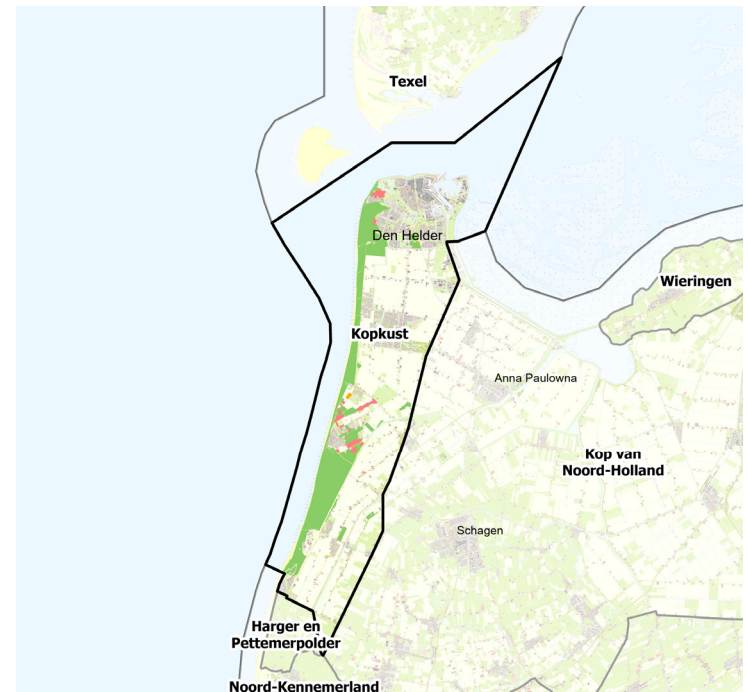 Texel
Den Helder
Wieringen
Kopkust
Anna Paulowna
Kop van
Noord-Holland
Schagen
Harger en
Pettemerpolder
Noord-Kennemerland